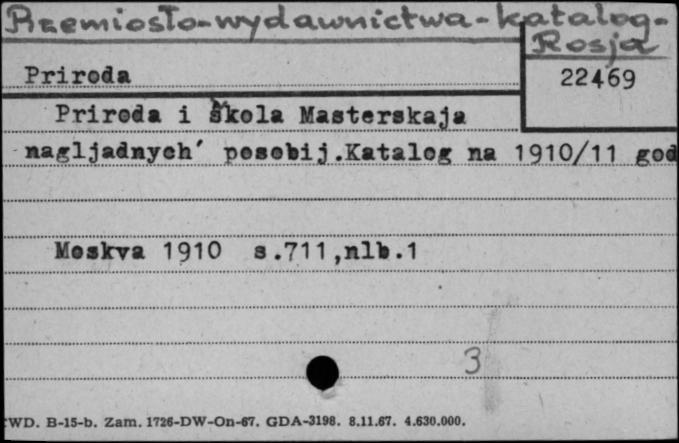 Rzemiosło-wydawnictwa-katalog-
Rosja
Priroda
22469
Priroda i škola Masterskaja
nagljadnych' posobij.Katalog na 1910/11 god
Moskva 1910 s.711,nlb.1
3
WD. B-15-b. Zam. 1726-DW-On-67. GDA-3198. 8.11.67. 4.630.000.